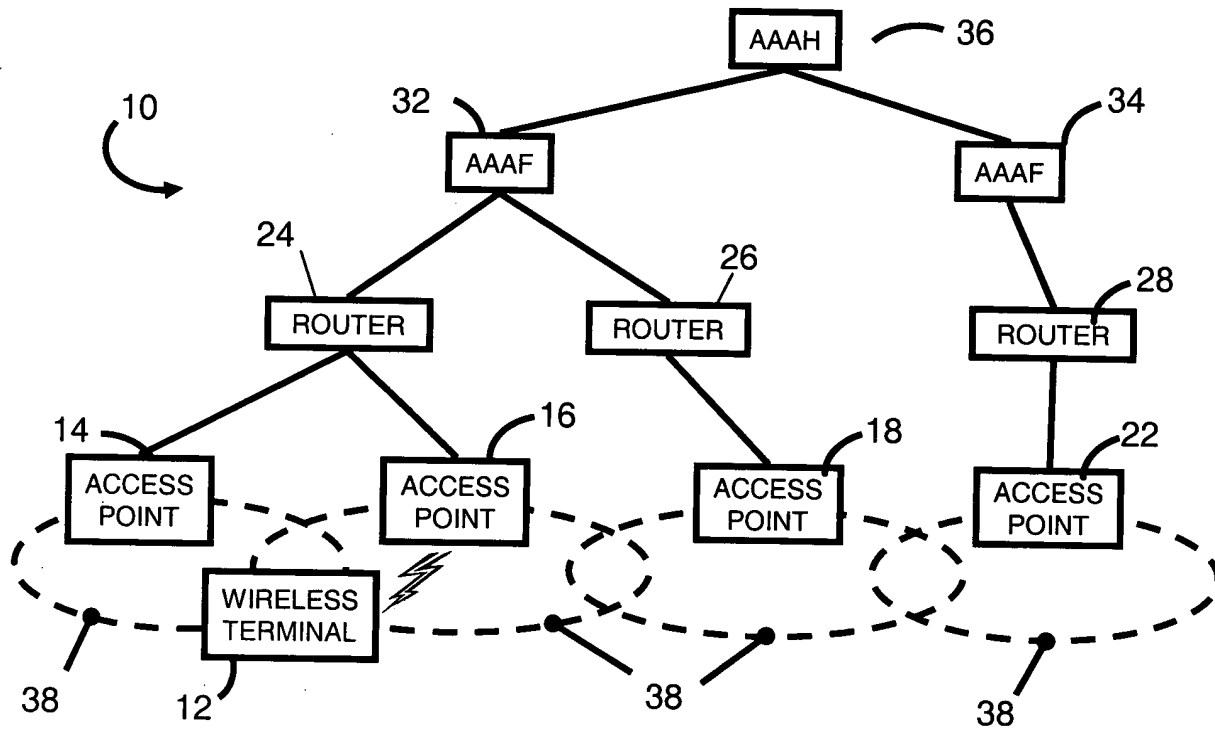 AAAH
36
10
32
34
AAAF
AAAF
24
26
28
ROUTER
ROUTER
ROUTER
14
16
18
22
ACCESS
POINT
ACCESS
POINT
ACCESS
POINT
ACCESS
POINT
WIRELESS
TERMINAL
38
12
38
38